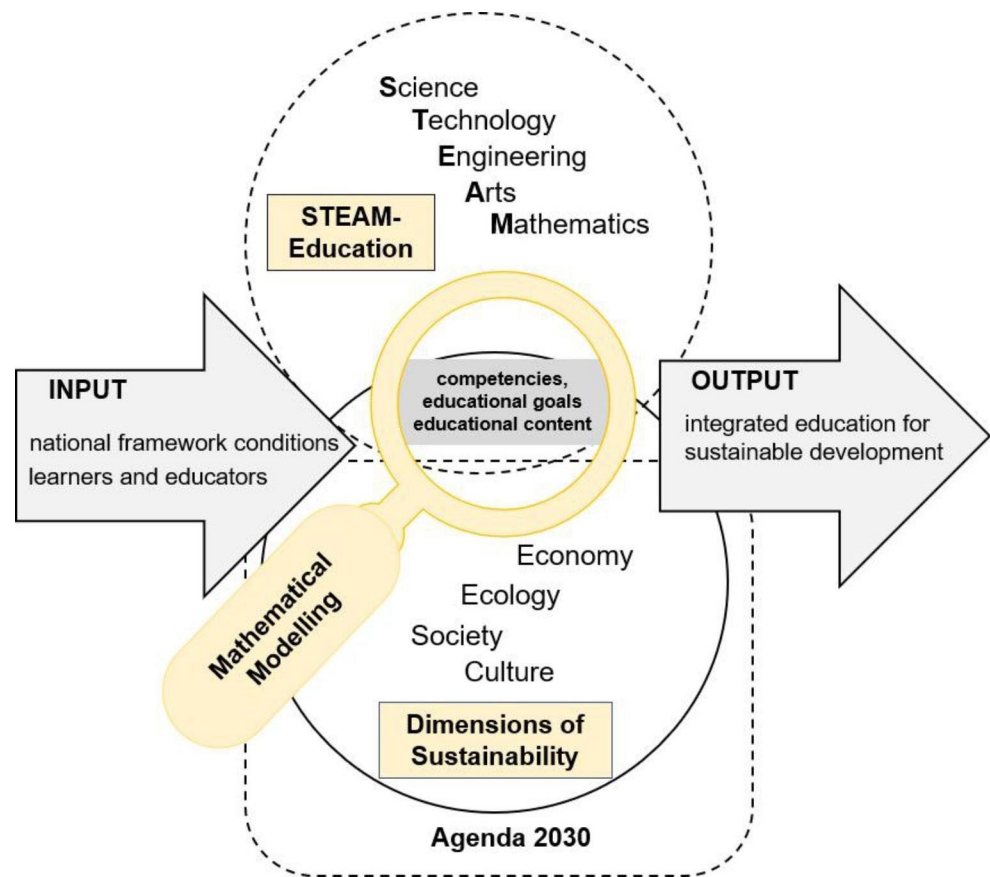 Science
Technology
Engineering
Arts
Mathematics
STEAM-
Education
INPUT
national framework conditions
learners and educators
competencies,
educational goals
educational content
OUTPUT
integrated education for
sustainable development
Mathematical
Modelling
Economy
Ecology
Society
Culture
Dimensions of
Sustainability
Agenda 2030